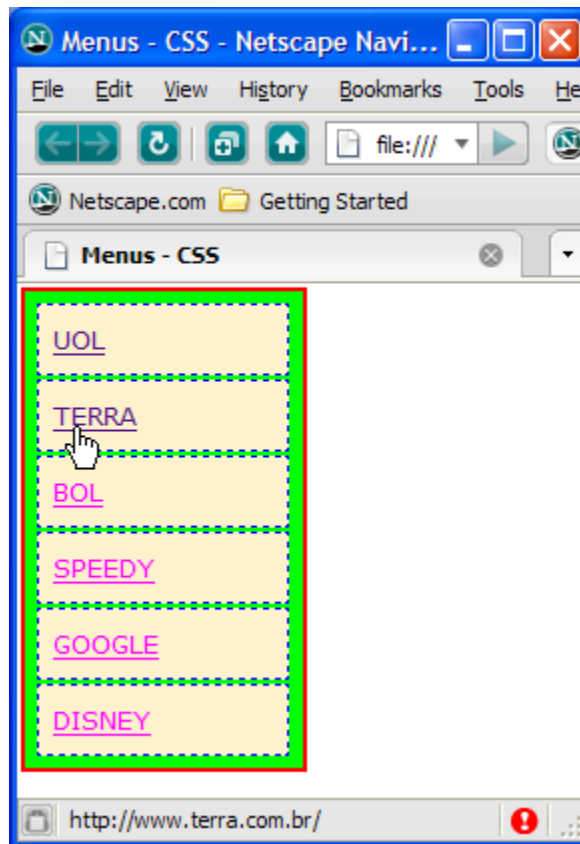 Menus - CSS - Netscape Navi...
File Edit View History Bookmarks Tools He
file:///
Netscape.com Getting Started
Menus - CSS
UOL
TERRA
BOL
SPEEDY
GOOGLE
DISNEY
http://www.terra.com.br/